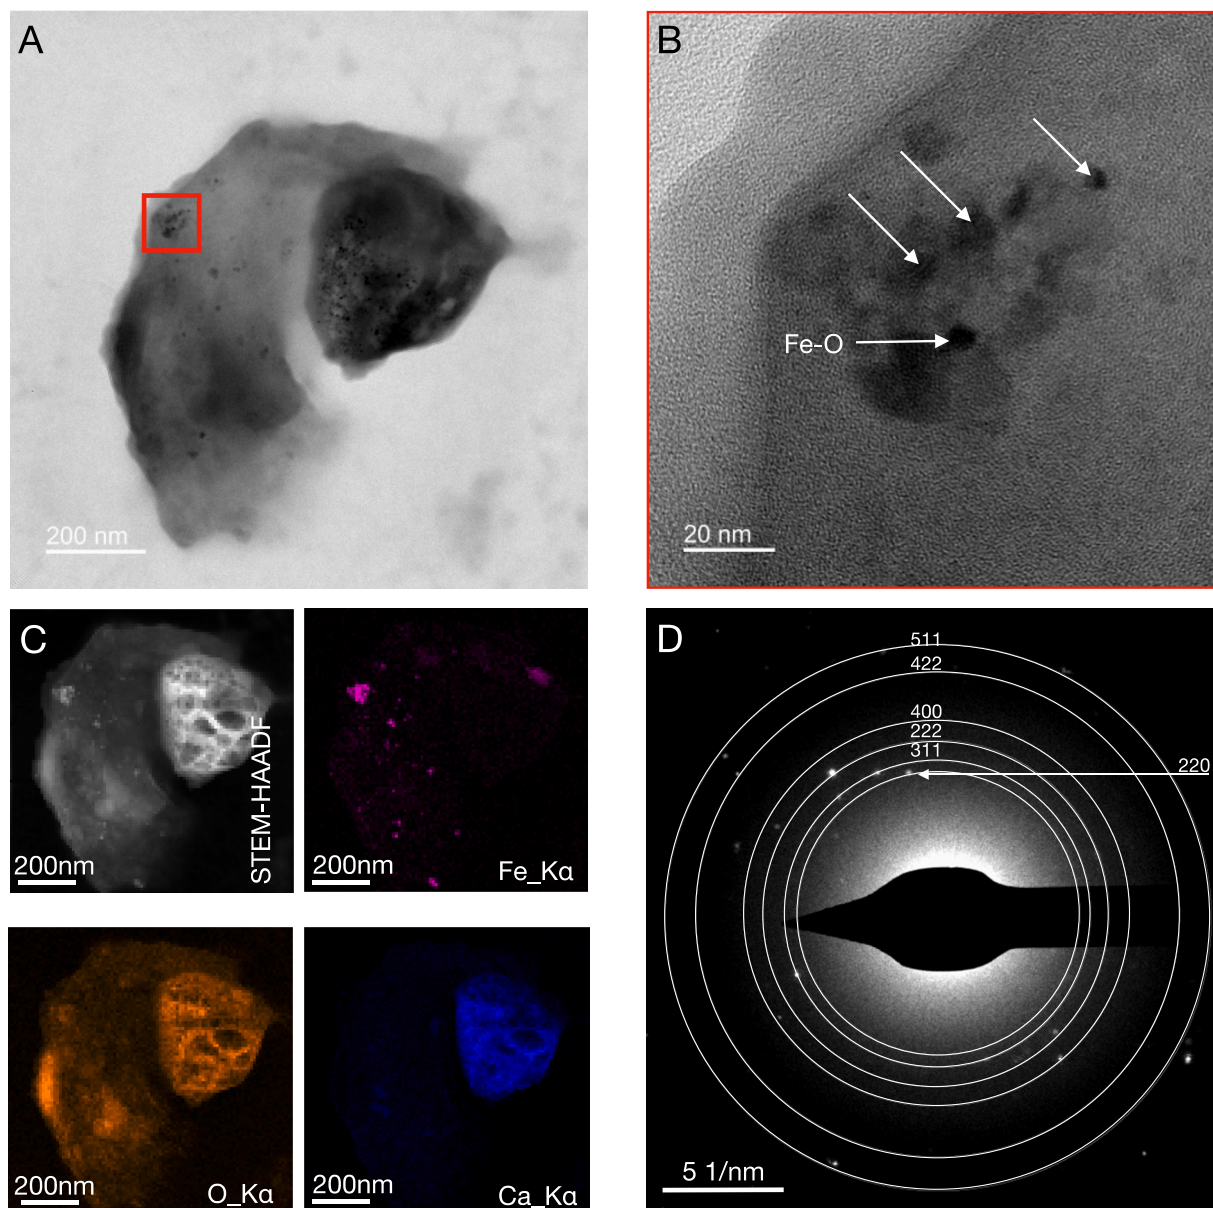 A
200 nm
B
Fe-O
20 nm
C
STEM-HAADF
200nm
200nm
Fe_Kα
200nm
O_Kα
200nm
Ca_Kα
D
511
422
400
222
311
220
5 1/nm